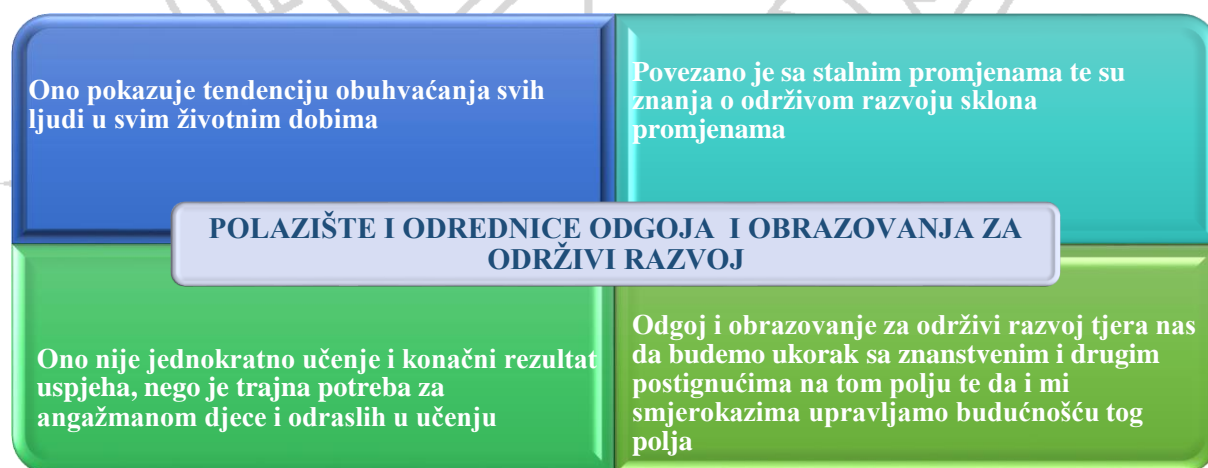 Ono pokazuje tendenciju obuhvaćanja svih
ljudi u svim životnim dobima
Povezano je sa stalnim promjenama te su
znanja o održivom razvoju sklona
promjenama
POLAZIŠTE I ODREDNICE ODGOJA I OBRAZOVANJA ZA
ODRŽIVI RAZVOJ
Ono nije jednokratno učenje i konačni rezultat
uspjeha, nego je trajna potreba za
angažmanom djece i odraslih u učenju
Odgoj i obrazovanje za održivi razvoj tjera nas
da budemo ukorak sa znanstvenim i drugim
postignućima na tom polju te da i mi
smjerokazima upravljamo budućnošću tog
polja